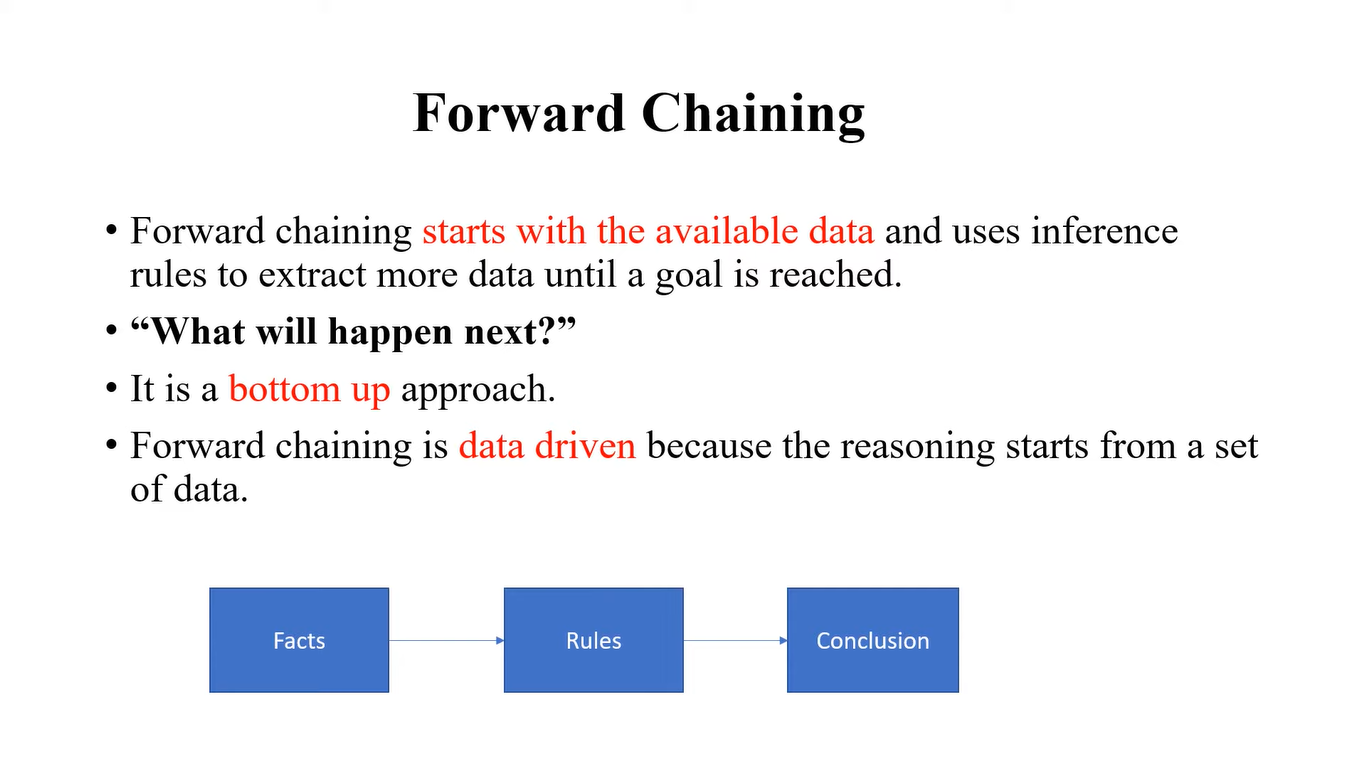 Forward Chaining
• Forward chaining starts with the available data and uses inference
rules to extract more data until a goal is reached.
• “What will happen next?”
• It is a bottom up approach.
• Forward chaining is data driven because the reasoning starts from a set
of data.
Facts
Rules
Conclusion